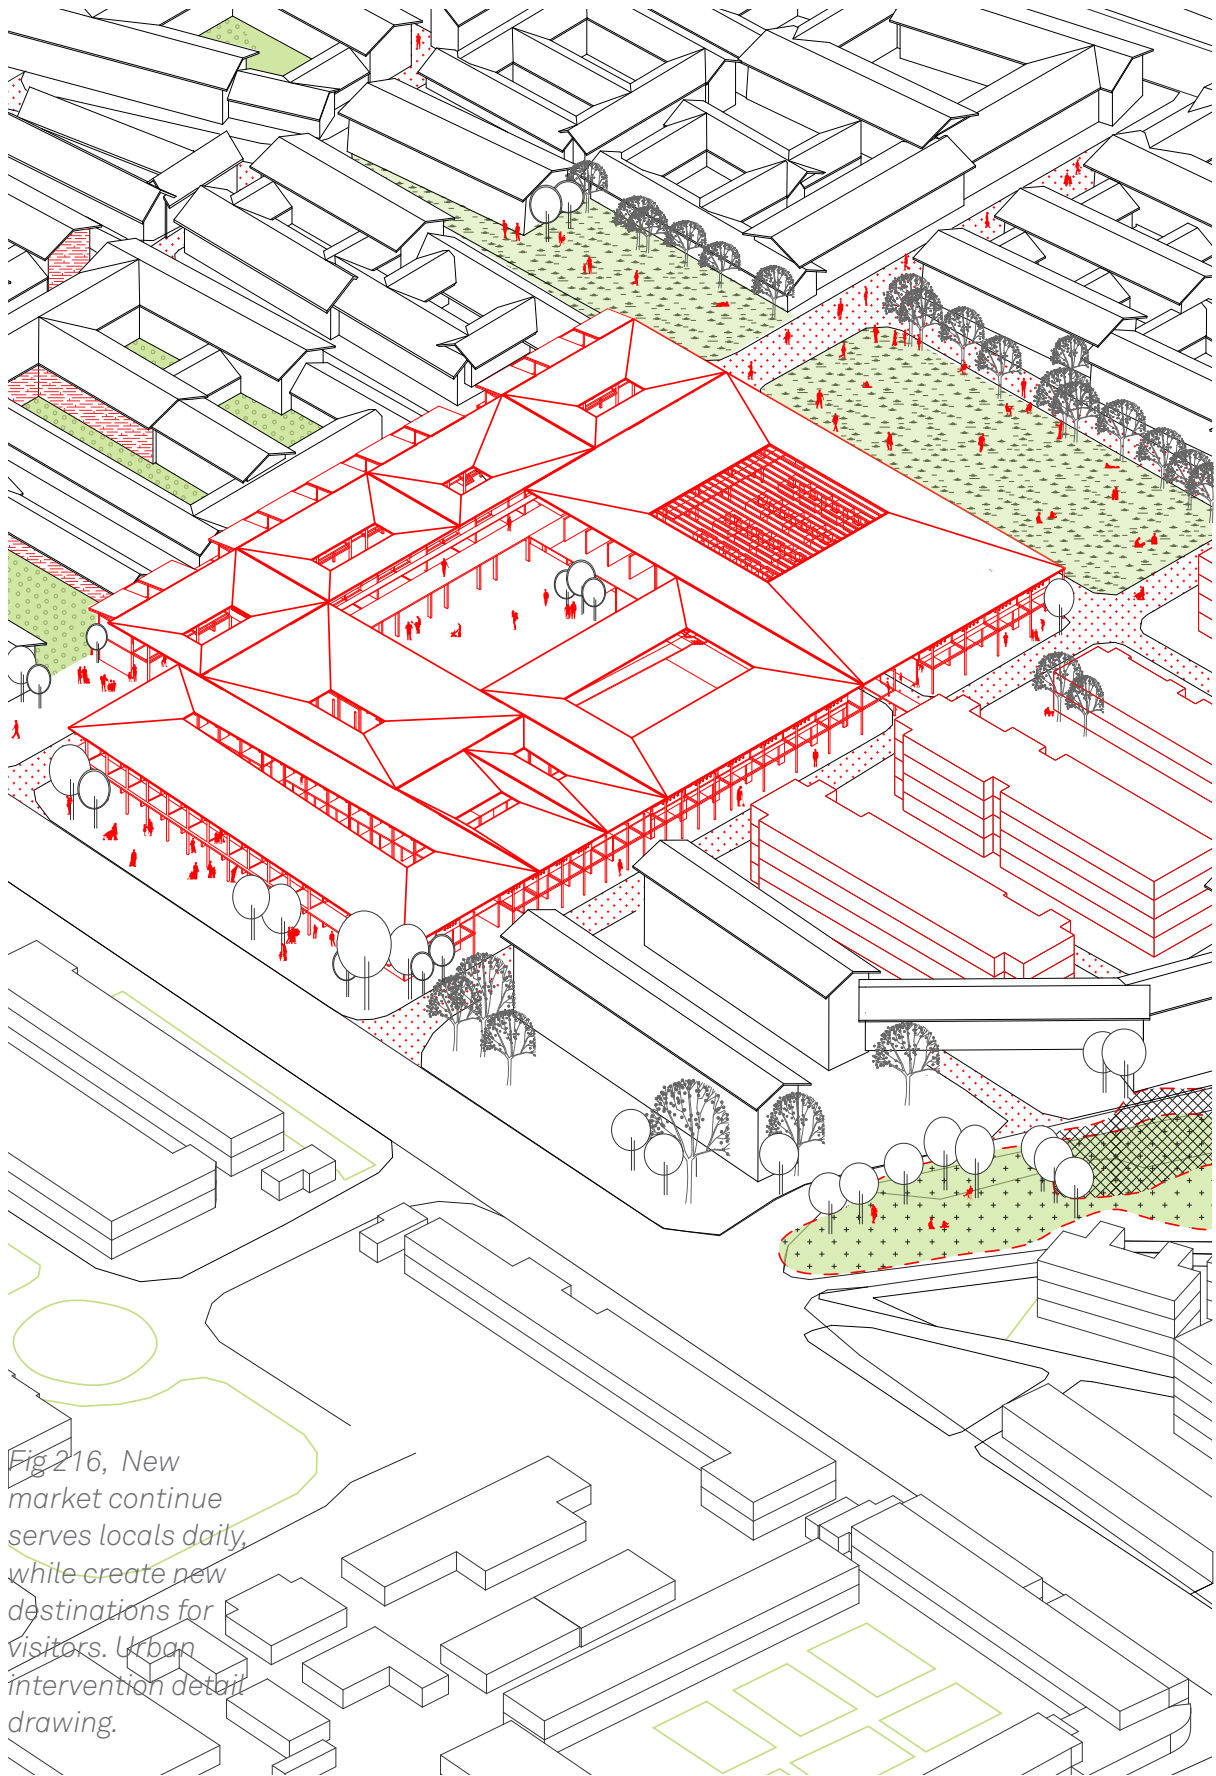 Fig 216, New
market continue
serves locals daily,
while create new
destinations for
visitors. Urban
intervention detail
drawing.